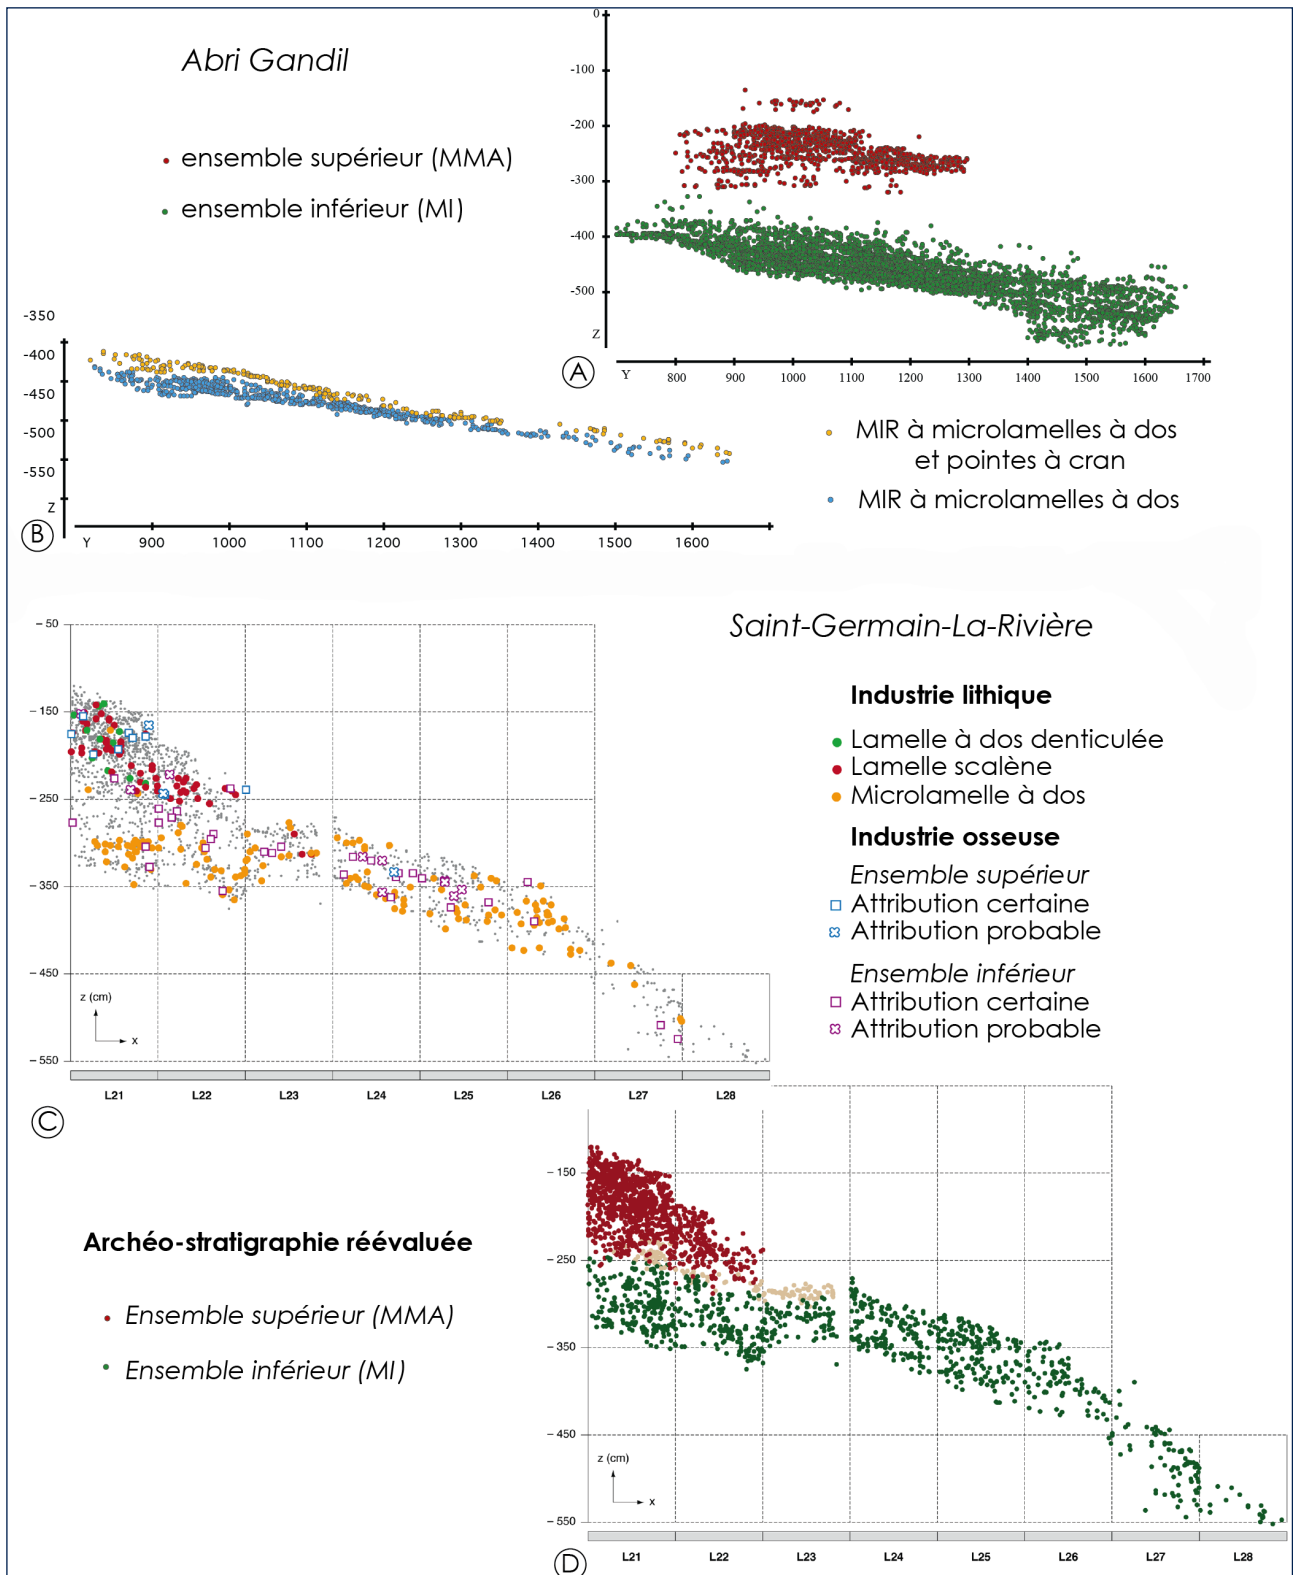 Abri Gandil
ensemble supérieur (MMA)
ensemble inférieur (MI)
0
-100
-200
-300
-400
-500
Z
A
Y 800 900 1000 1100 1200 1300 1400 1500 1600 1700
-350
-400
-450
-500
-550
Z
B
Y 900 1000 1100 1200 1300 1400 1500 1600
MIR à microlamelles à dos
et pointes à cran
MIR à microlamelles à dos
Saint-Germain-La-Rivière
– 50
– 150
– 250
– 350
– 450
– 550
z (cm)
x
L21 L22 L23 L24 L25 L26 L27 L28
C
Industrie lithique
Lamelle à dos denticulée
Lamelle scalène
Microlamelle à dos
Industrie osseuse
Ensemble supérieur
Attribution certaine
Attribution probable
Ensemble inférieur
Attribution certaine
Attribution probable
Archéo-stratigraphie réévaluée
Ensemble supérieur (MMA)
Ensemble inférieur (MI)
– 150
– 250
– 350
– 450
– 550
z (cm)
x
L21 L22 L23 L24 L25 L26 L27 L28
D